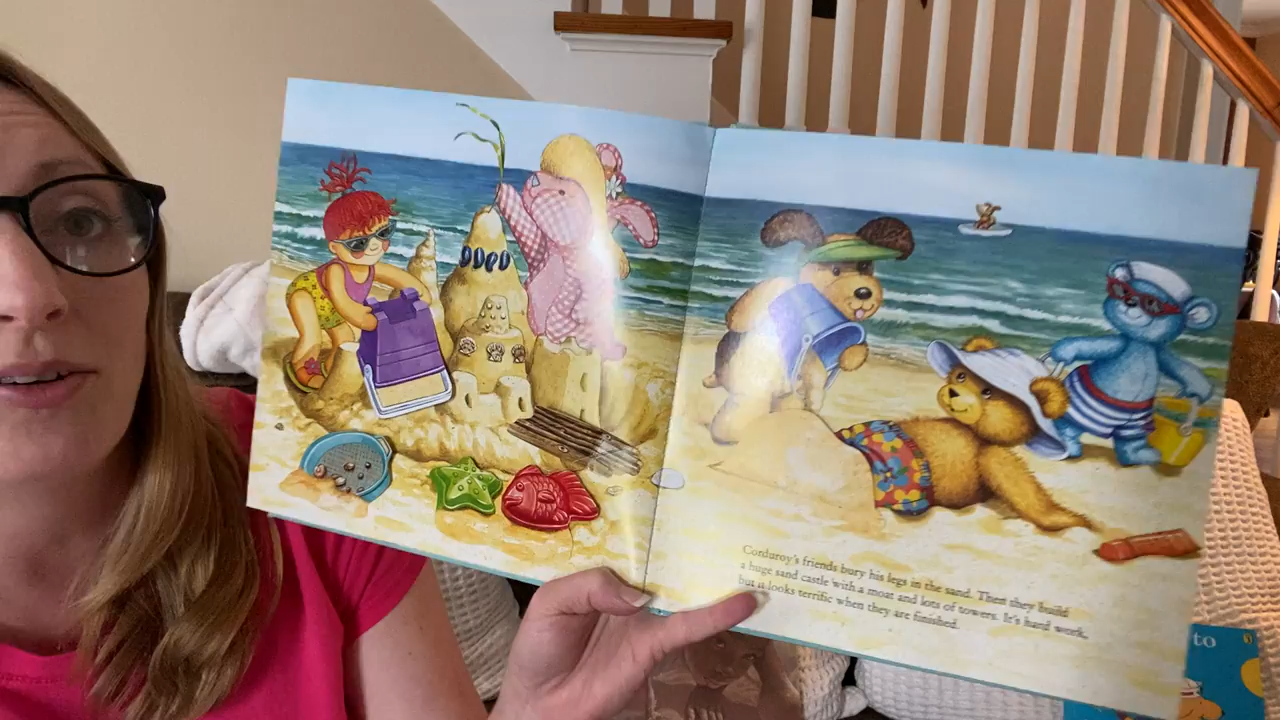 Corduroy's friends bury his legs in the sand. Then they build
a huge sand castle with a moat and lots of towers. It's hard work,
but it looks terrific when they are finished.
to